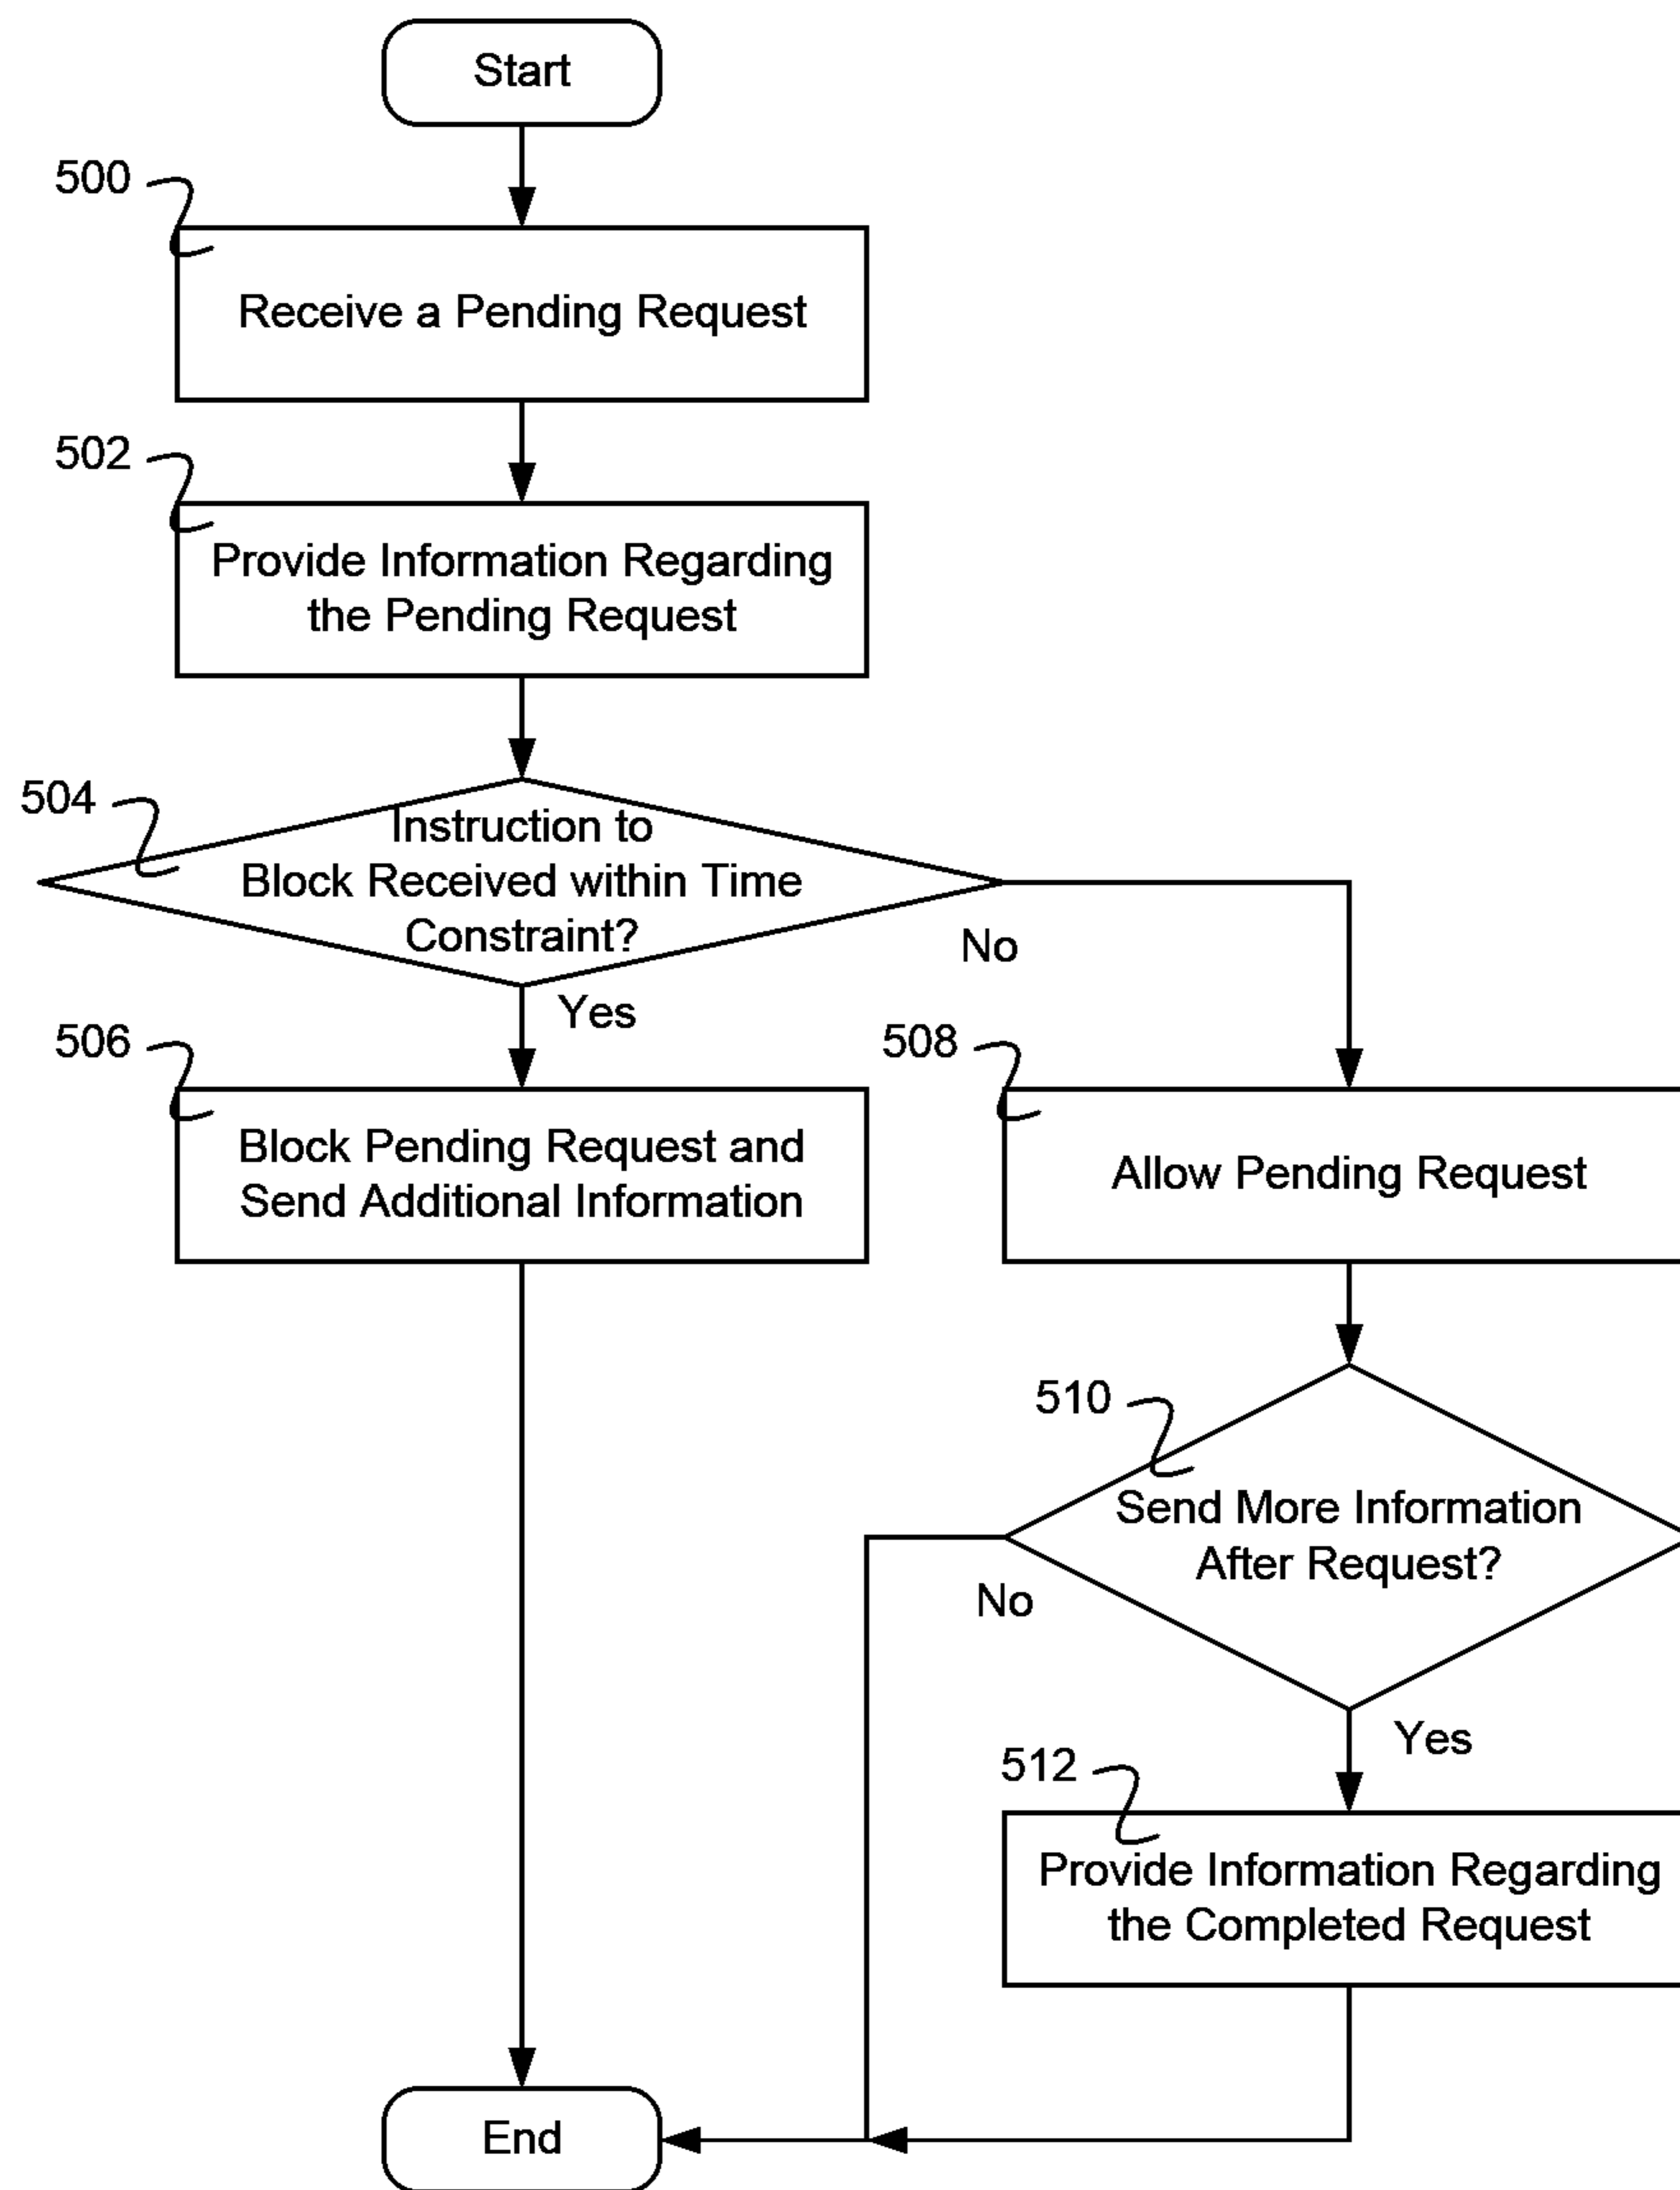 Start
500
Receive a Pending Request
502
Provide Information Regarding
the Pending Request
504
Instruction to
Block Received within Time
Constraint?
No
Yes
506
Block Pending Request and
Send Additional Information
508
Allow Pending Request
510
Send More Information
After Request?
No
Yes
512
Provide Information Regarding
the Completed Request
End